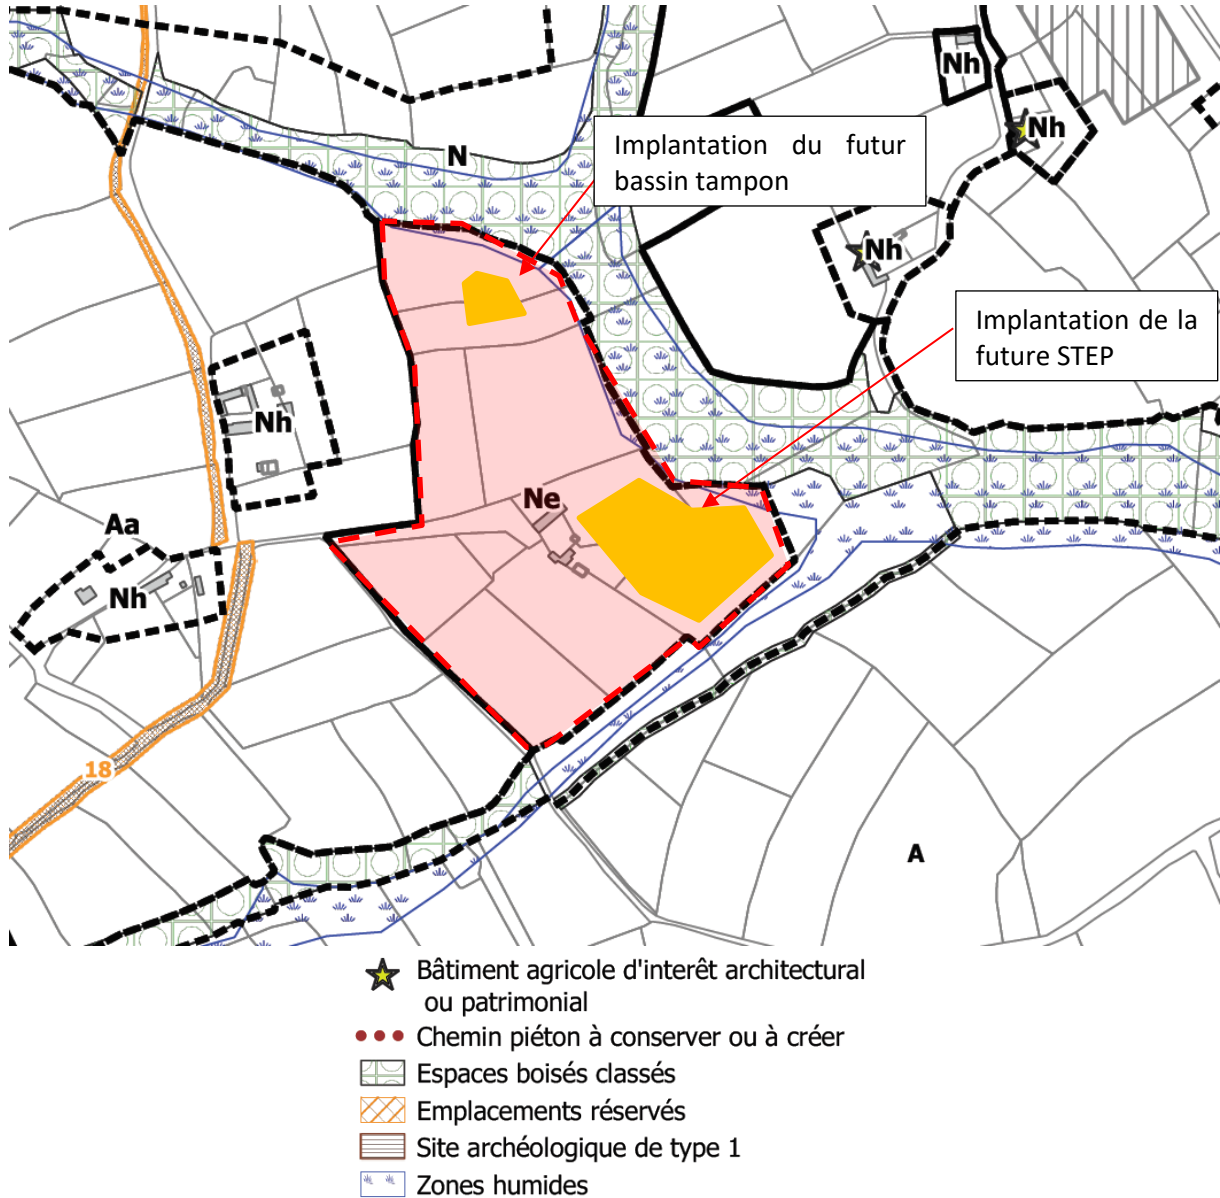 Nh
Nh
N
Implantation du futur
bassin tampon
Nh
Implantation de la
future STEP
Nh
Ne
Aa
Nh
18
A
Bâtiment agricole d'interêt architectural
ou patrimonial
Chemin piéton à conserver ou à créer
Espaces boisés classés
Emplacements réservés
Site archéologique de type 1
Zones humides